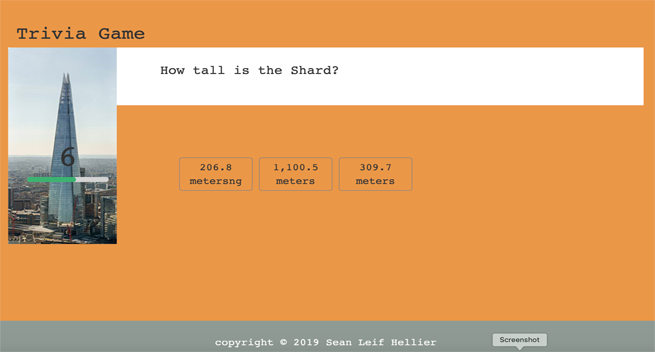 Trivia Game
How tall is the Shard?
6
206.8
metersng
1,100.5
meters
309.7
meters
copyright © 2019 Sean Leif Hellier
Screenshot